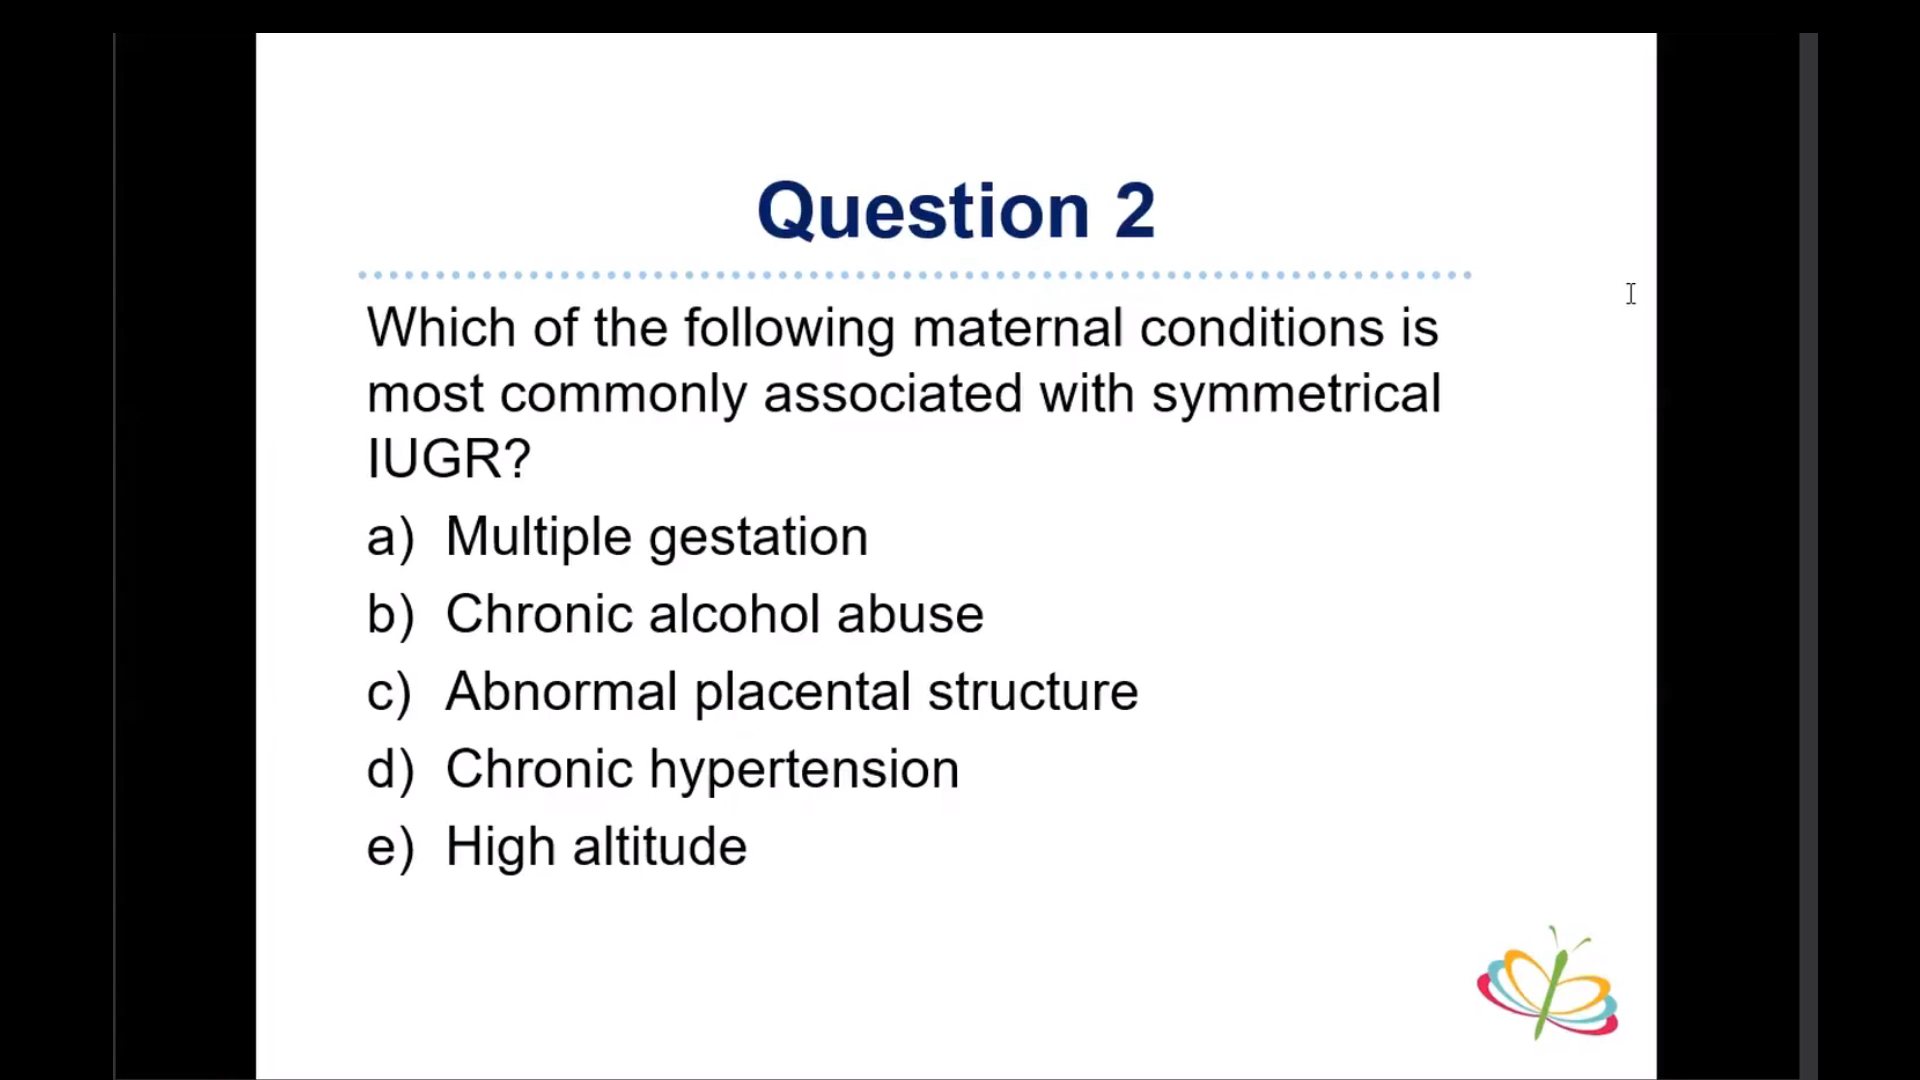 Question 2
Which of the following maternal conditions is
most commonly associated with symmetrical
IUGR?
a) Multiple gestation
b) Chronic alcohol abuse
c) Abnormal placental structure
d) Chronic hypertension
e) High altitude